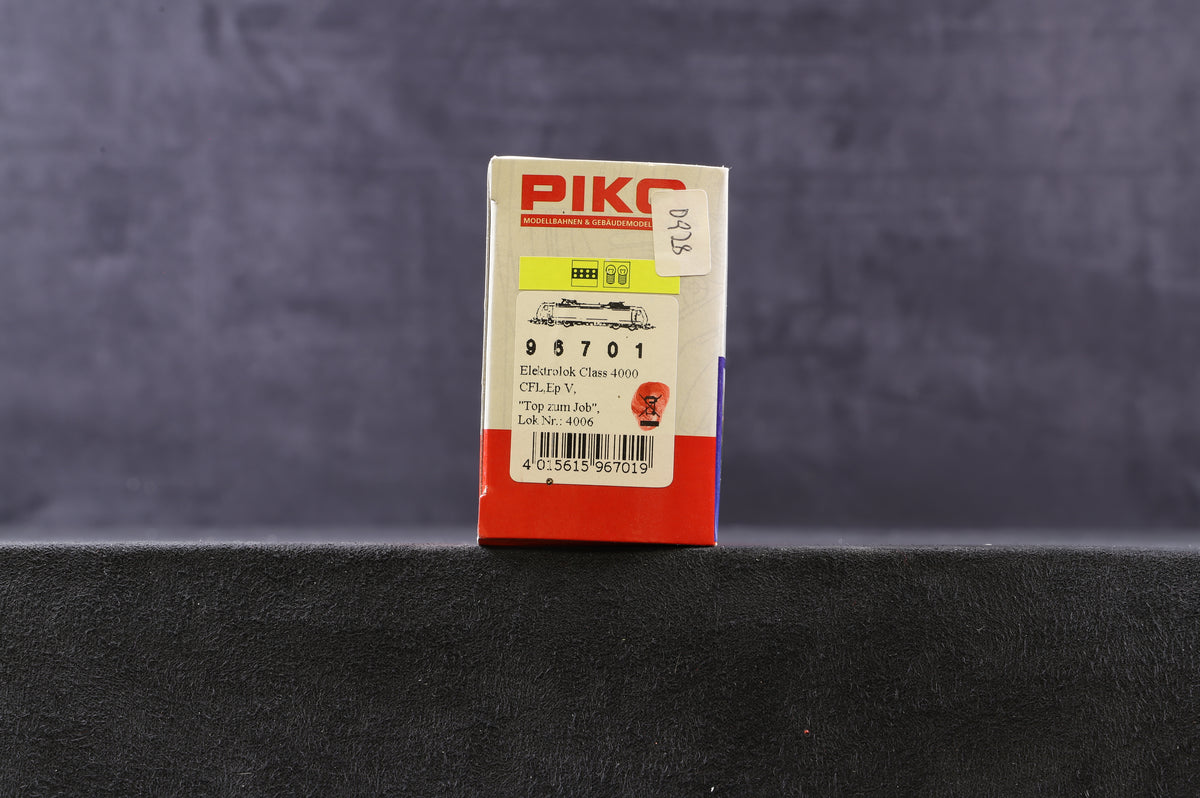 PIKO
MODELLBAHNEN & GEBÄUDEMODEL
D928
96701
Elektrolok Class 4000
CFL,Ep V,
"Top zum Job",
Lok Nr.: 4006
4 015615 967019